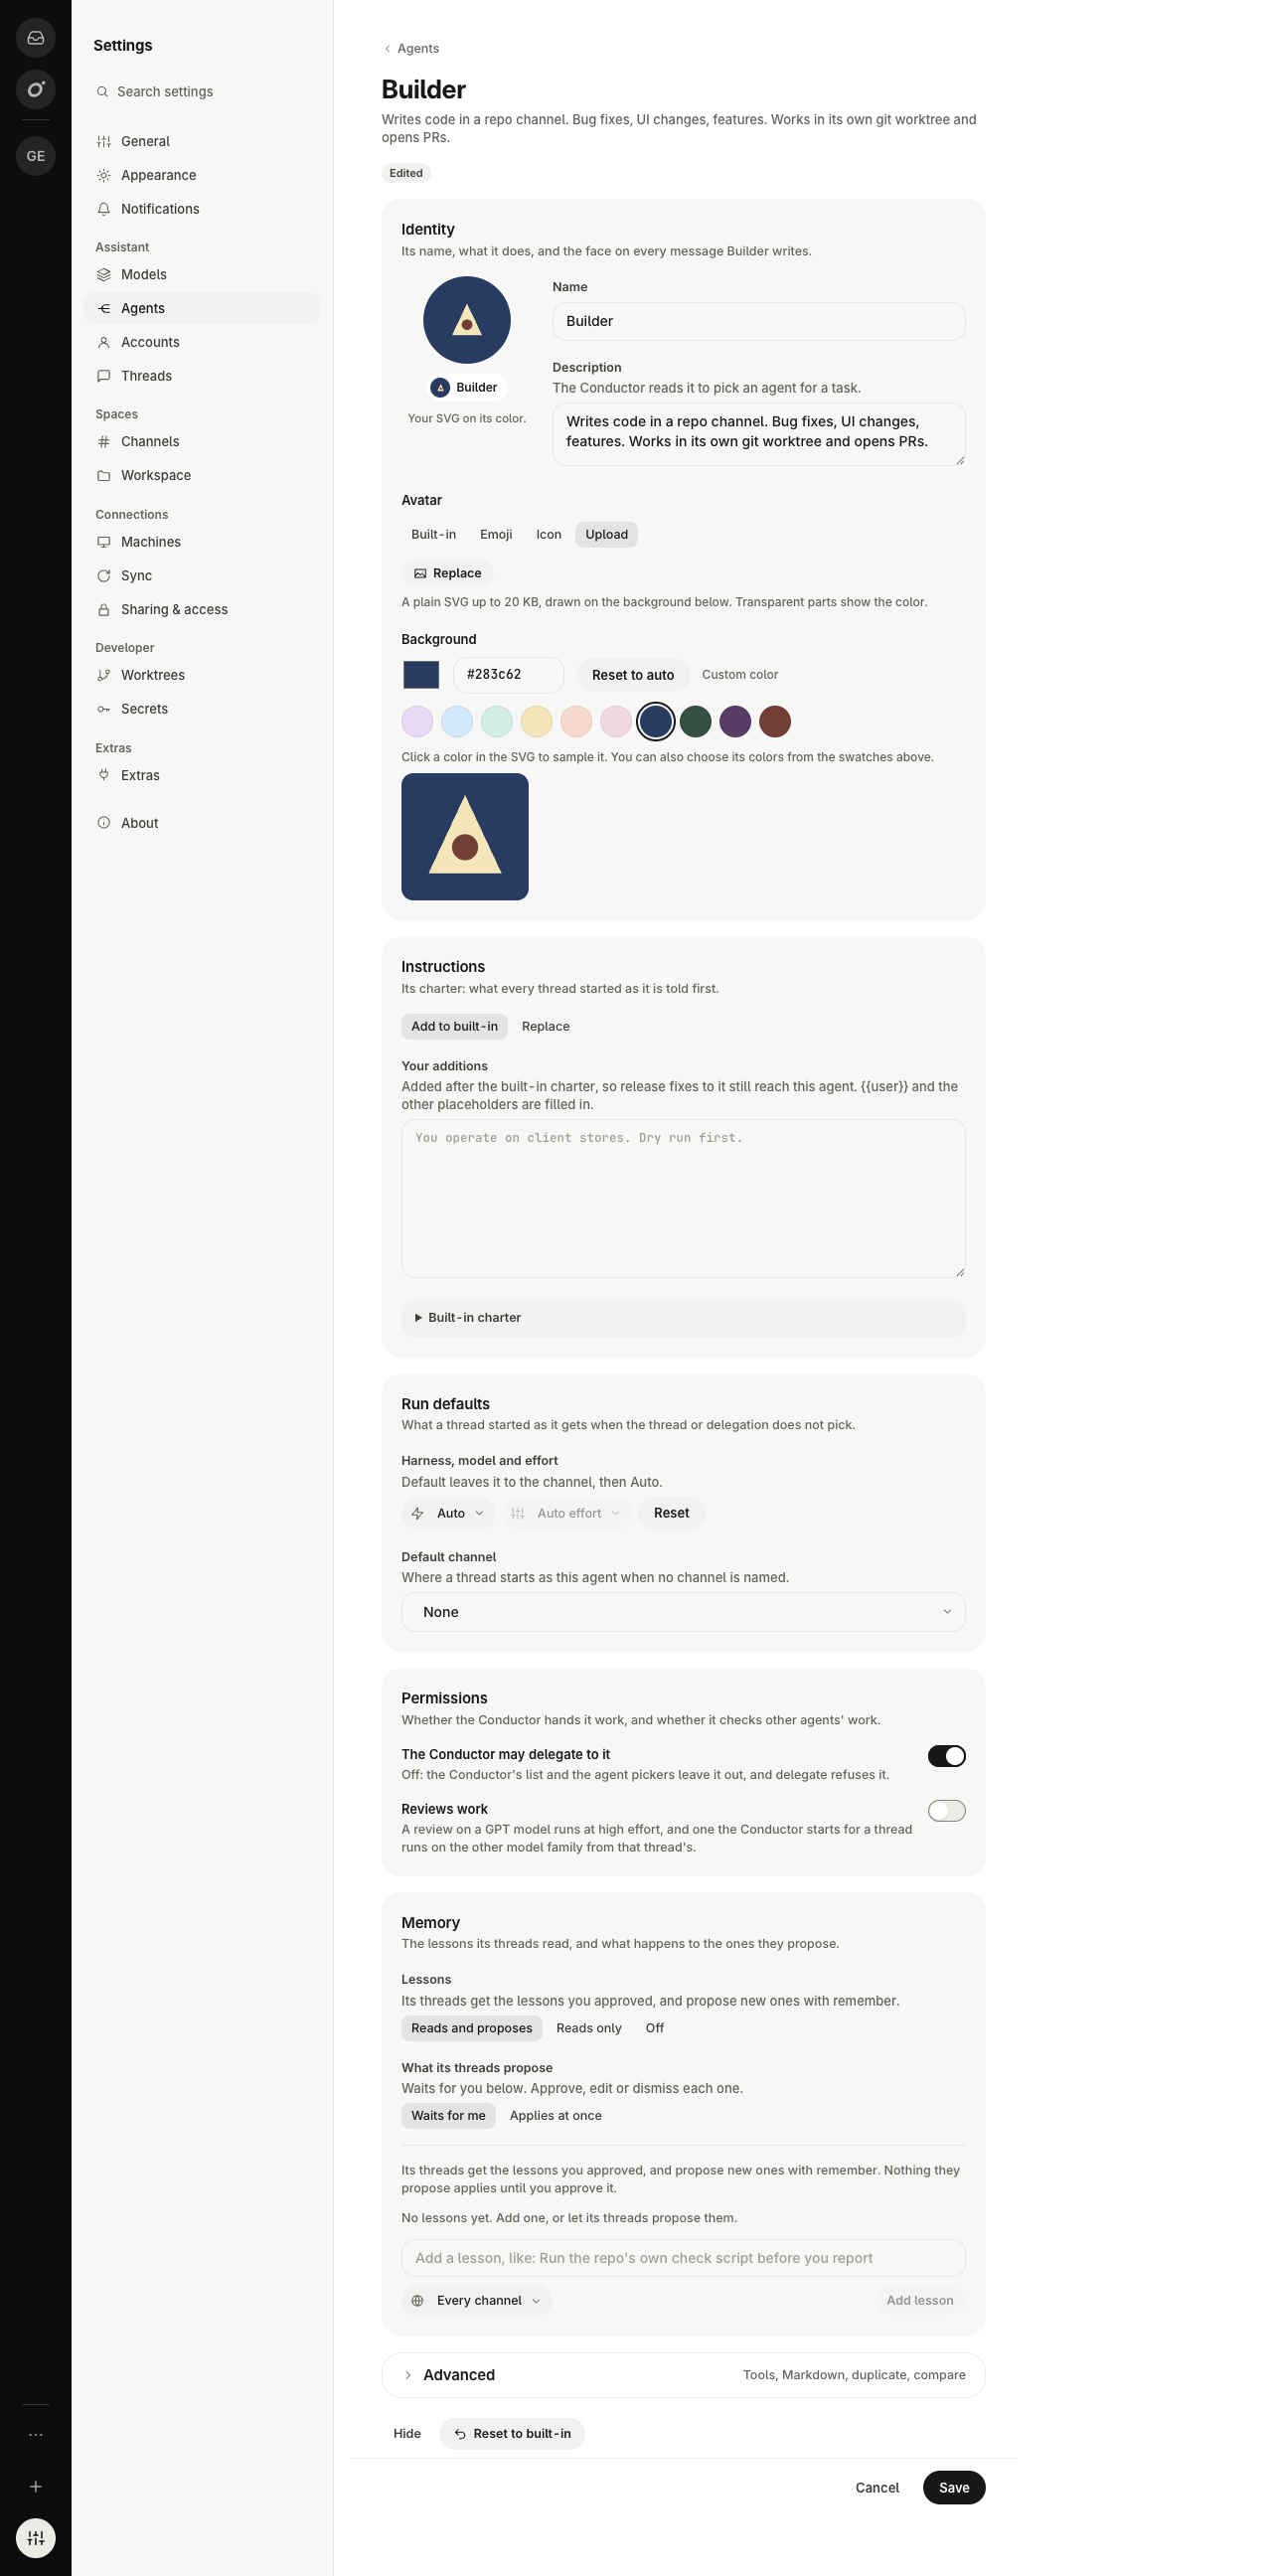 GE
Settings
Search settings
General
Appearance
Notifications
Assistant
Models
Agents
Accounts
Threads
Spaces
Channels
Workspace
Connections
Machines
Sync
Sharing & access
Developer
Worktrees
Secrets
Extras
Extras
About
Agents
Builder
Writes code in a repo channel. Bug fixes, UI changes, features. Works in its own git worktree and
opens PRs.
Edited
Identity
Its name, what it does, and the face on every message Builder writes.
Builder
Your SVG on its color.
Name
Builder
Description
The Conductor reads it to pick an agent for a task.
Writes code in a repo channel. Bug fixes, UI changes,
features. Works in its own git worktree and opens PRs.
Avatar
Built-in Emoji Icon Upload
Replace
A plain SVG up to 20 KB, drawn on the background below. Transparent parts show the color.
Background
#283c62 Reset to auto Custom color
Click a color in the SVG to sample it. You can also choose its colors from the swatches above.
Instructions
Its charter: what every thread started as it is told first.
Add to built-in Replace
Your additions
Added after the built-in charter, so release fixes to it still reach this agent. {{user}} and the
other placeholders are filled in.
You operate on client stores. Dry run first.
Built-in charter
Run defaults
What a thread started as it gets when the thread or delegation does not pick.
Harness, model and effort
Default leaves it to the channel, then Auto.
Auto Auto effort Reset
Default channel
Where a thread starts as this agent when no channel is named.
None
Permissions
Whether the Conductor hands it work, and whether it checks other agents' work.
The Conductor may delegate to it
Off: the Conductor's list and the agent pickers leave it out, and delegate refuses it.
Reviews work
A review on a GPT model runs at high effort, and one the Conductor starts for a thread
runs on the other model family from that thread's.
Memory
The lessons its threads read, and what happens to the ones they propose.
Lessons
Its threads get the lessons you approved, and propose new ones with remember.
Reads and proposes Reads only Off
What its threads propose
Waits for you below. Approve, edit or dismiss each one.
Waits for me Applies at once
Its threads get the lessons you approved, and propose new ones with remember. Nothing they
propose applies until you approve it.
No lessons yet. Add one, or let its threads propose them.
Add a lesson, like: Run the repo's own check script before you report
Every channel Add lesson
Advanced Tools, Markdown, duplicate, compare
Hide Reset to built-in
Cancel Save